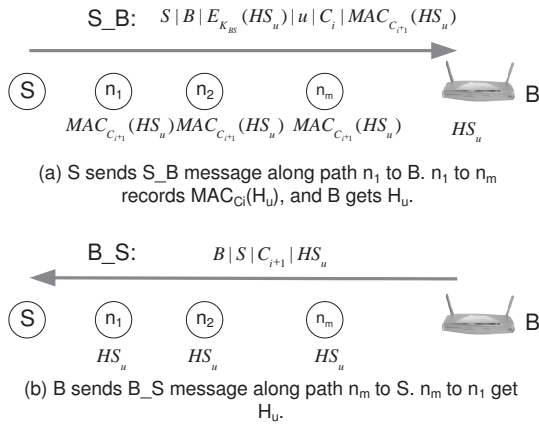 S_B: S | B | E_{K_{BS}}(HS_u) | u | C_i | MAC_{C_{i+1}}(HS_u)
S n_1 n_2 n_m B
MAC_{C_{i+1}}(HS_u) MAC_{C_{i+1}}(HS_u) MAC_{C_{i+1}}(HS_u) HS_u
(a) S sends S_B message along path n_1 to B. n_1 to n_m
records MAC_{Ci}(H_u), and B gets H_u.
B_S: B | S | C_{i+1} | HS_u
S n_1 n_2 n_m B
HS_u HS_u HS_u
(b) B sends B_S message along path n_m to S. n_m to n_1 get
H_u.